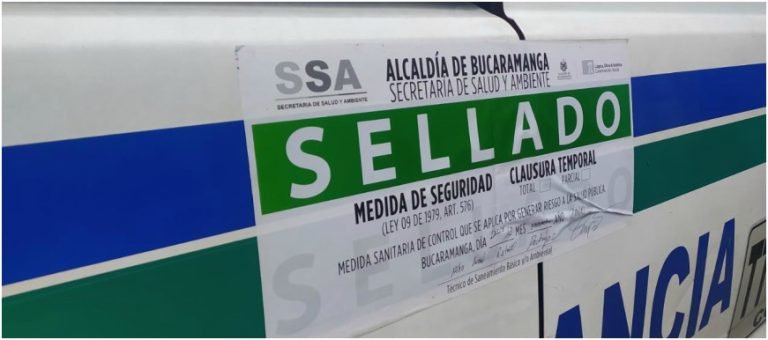 SSA
SECRETARIA DE SALUD Y AMBIENTE
ALCALDÍA DE BUCARAMANGA
SECRETARÍA DE SALUD Y AMBIENTE
SELLADO
MEDIDA DE SEGURIDAD
(LEY 09 DE 1979, ART. 576)
CLAUSURA TEMPORAL
TOTAL PARCIAL
MEDIDA SANITARIA DE CONTROL QUE SE APLICA POR GENERAR RIESGO A LA SALUD PÚBLICA.
BUCARAMANGA, DÍA MES
Técnico de Saneamiento Básico y/o Ambiental
SELLADO
ANCIA